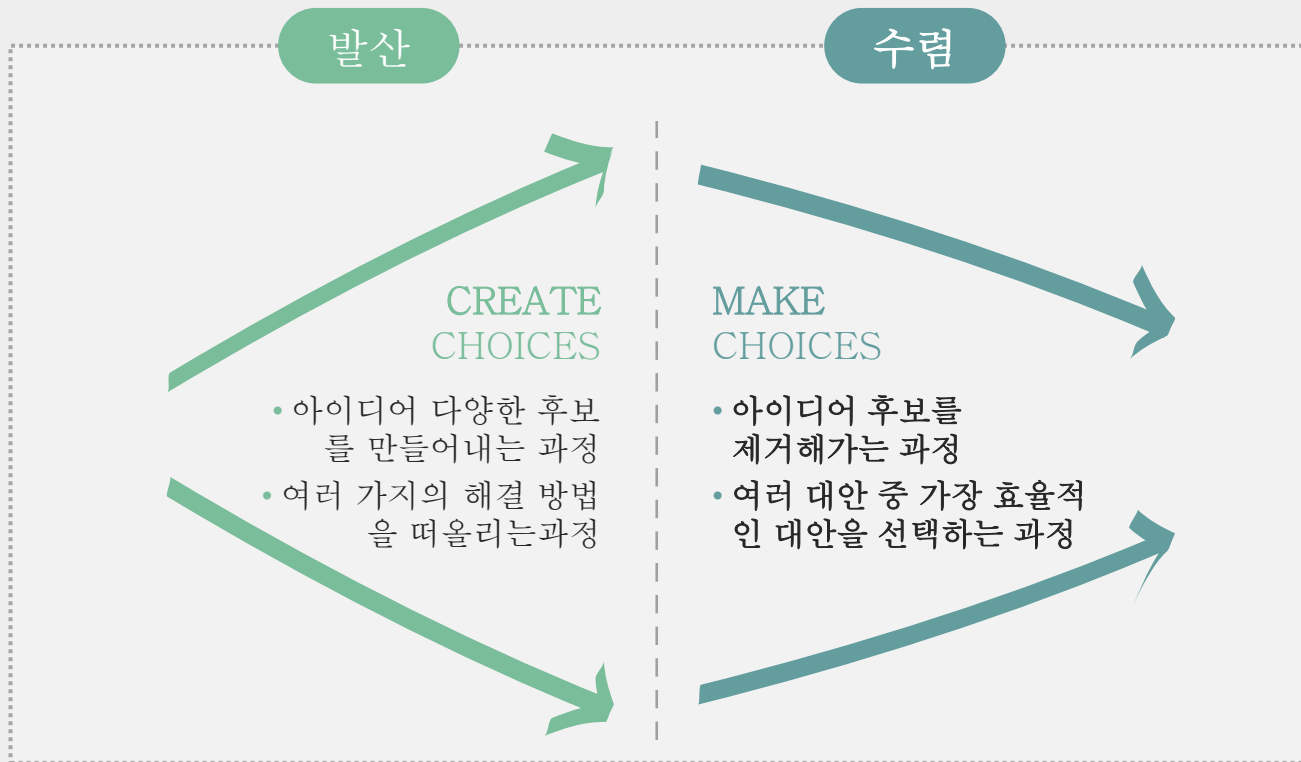 발산
수렴
CREATE
CHOICES
• 아이디어 다양한 후보
를 만들어내는 과정
• 여러 가지의 해결 방법
을 떠올리는과정
MAKE
CHOICES
• 아이디어 후보를
제거해가는 과정
• 여러 대안 중 가장 효율적
인 대안을 선택하는 과정